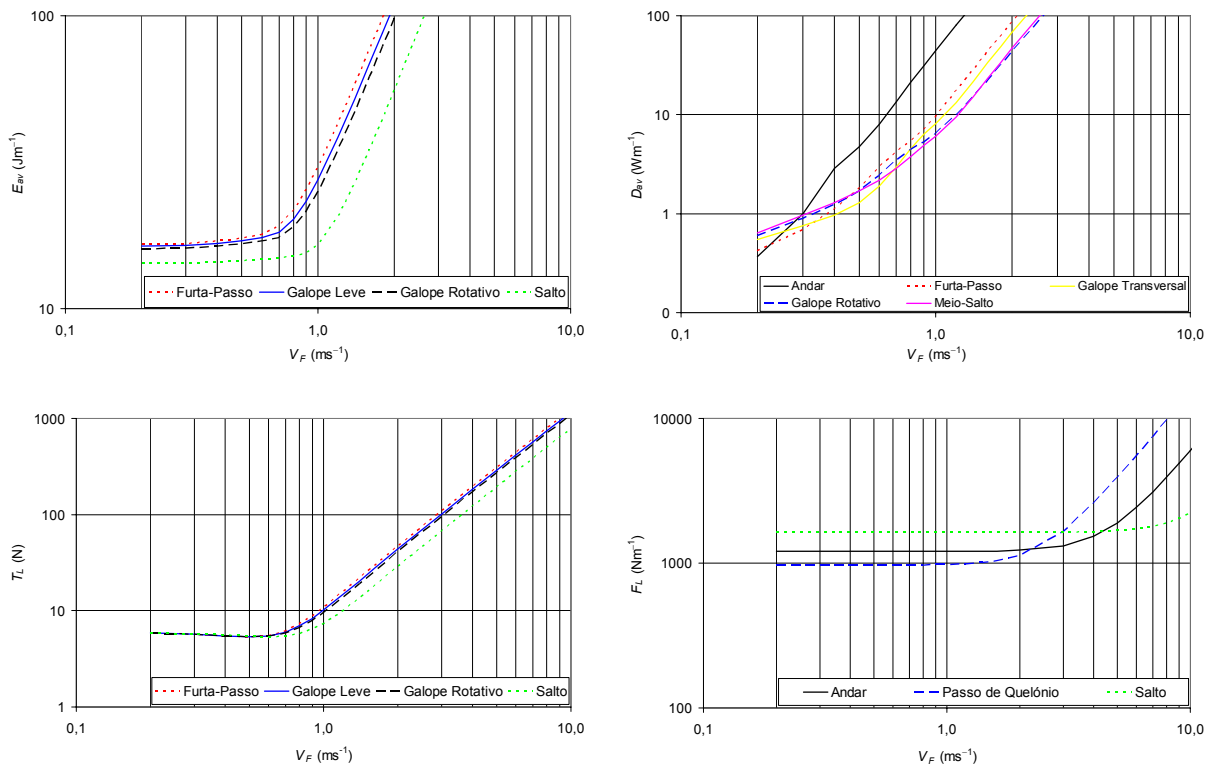 100
10
0,1
1,0
10,0
E_av (Jm⁻¹)
V_F (ms⁻¹)
Furta-Passo
Galope Leve
Galope Rotativo
Salto
100
10
1
0
0,1
1,0
10,0
D_av (Wm⁻¹)
V_F (ms⁻¹)
Andar
Furta-Passo
Galope Transversal
Galope Rotativo
Meio-Salto
1000
100
10
1
0,1
1,0
10,0
T_L (N)
V_F (ms⁻¹)
Furta-Passo
Galope Leve
Galope Rotativo
Salto
10000
1000
100
0,1
1,0
10,0
F_L (Nm⁻¹)
V_F (ms⁻¹)
Andar
Passo de Quelónio
Salto